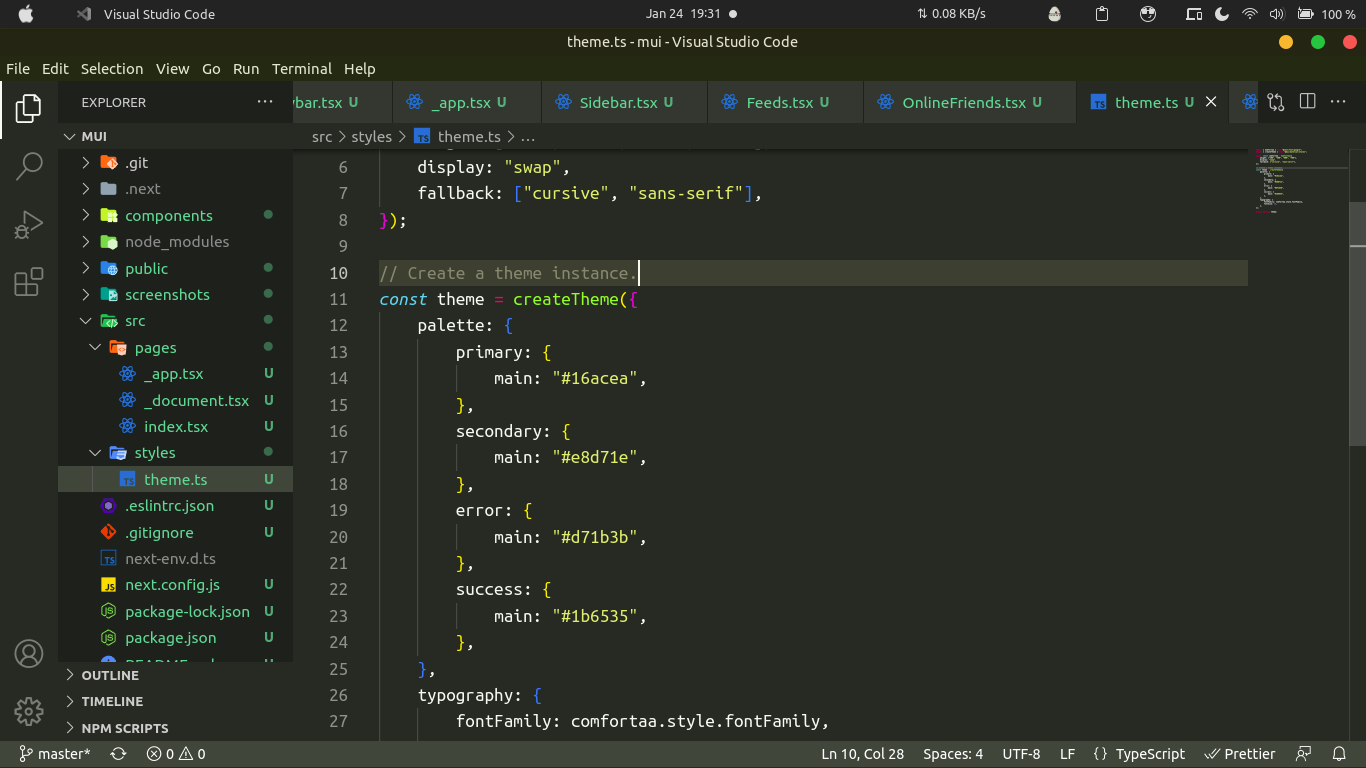 Visual Studio Code
Jan 24 19:31
0.08 KB/s
100 %
theme.ts - mui - Visual Studio Code
File Edit Selection View Go Run Terminal Help
EXPLORER
MUI
.git
.next
components
node_modules
public
screenshots
src
pages
_app.tsx U
_document.tsx U
index.tsx U
styles
theme.ts U
.eslintrc.json U
.gitignore U
next-env.d.ts
next.config.js U
package-lock.json U
package.json U
OUTLINE
TIMELINE
NPM SCRIPTS
bar.tsx U _app.tsx U Sidebar.tsx U Feeds.tsx U OnlineFriends.tsx U theme.ts U
src > styles > TS theme.ts > ...
6 display: "swap",
7 fallback: ["cursive", "sans-serif"],
8 });
9
10 // Create a theme instance.
11 const theme = createTheme({
12 palette: {
13 primary: {
14 main: "#16acea",
15 },
16 secondary: {
17 main: "#e8d71e",
18 },
19 error: {
20 main: "#d71b3b",
21 },
22 success: {
23 main: "#1b6535",
24 },
25 },
26 typography: {
27 fontFamily: comfortaa.style.fontFamily,
master* 0 0 Ln 10, Col 28 Spaces: 4 UTF-8 LF {} TypeScript Prettier